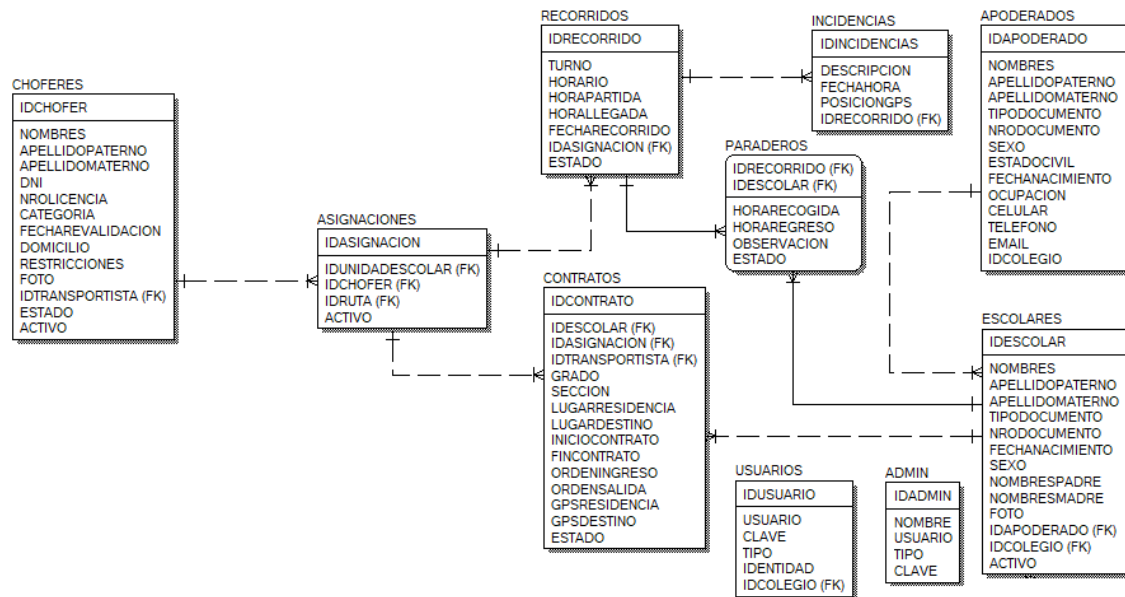 RECORRIDOS
IDRECORRIDO
TURNO
HORARIO
HORAPARTIDA
HORALLEGADA
FECHARECORRIDO
IDASIGNACION (FK)
ESTADO
INCIDENCIAS
IDINCIDENCIAS
DESCRIPCION
FECHAHORA
POSICIONGPS
IDRECORRIDO (FK)
APODERADOS
IDAPODERADO
NOMBRES
APELLIDOPATERNO
APELLIDOMATERNO
TIPODOCUMENTO
NRODOCUMENTO
SEXO
ESTADOCIVIL
FECHANACIMIENTO
OCUPACION
CELULAR
TELEFONO
EMAIL
IDCOLEGIO
CHOFERES
IDCHOFER
NOMBRES
APELLIDOPATERNO
APELLIDOMATERNO
DNI
NROLICENCIA
CATEGORIA
FECHAREVALIDACION
DOMICILIO
RESTRICCIONES
FOTO
IDTRANSPORTISTA (FK)
ESTADO
ACTIVO
PARADEROS
IDRECORRIDO (FK)
IDESCOLAR (FK)
HORARECOGIDA
HORAREGRESO
OBSERVACION
ESTADO
ASIGNACIONES
IDASIGNACION
IDUNIDADESCOLAR (FK)
IDCHOFER (FK)
IDRUTA (FK)
ACTIVO
CONTRATOS
IDCONTRATO
IDESCOLAR (FK)
IDASIGNACION (FK)
IDTRANSPORTISTA (FK)
GRADO
SECCION
LUGARRESIDENCIA
LUGARDESTINO
INICIOCONTRATO
FINCONTRATO
ORDENINGRESO
ORDENSALIDA
GPSRESIDENCIA
GPSDESTINO
ESTADO
ESCOLARES
IDESCOLAR
NOMBRES
APELLIDOPATERNO
APELLIDOMATERNO
TIPODOCUMENTO
NRODOCUMENTO
FECHANACIMIENTO
SEXO
NOMBRESPADRE
NOMBRESMADRE
FOTO
IDAPODERADO (FK)
IDCOLEGIO (FK)
ACTIVO
USUARIOS
IDUSUARIO
USUARIO
CLAVE
TIPO
IDENTIDAD
IDCOLEGIO (FK)
ADMIN
IDADMIN
NOMBRE
USUARIO
TIPO
CLAVE